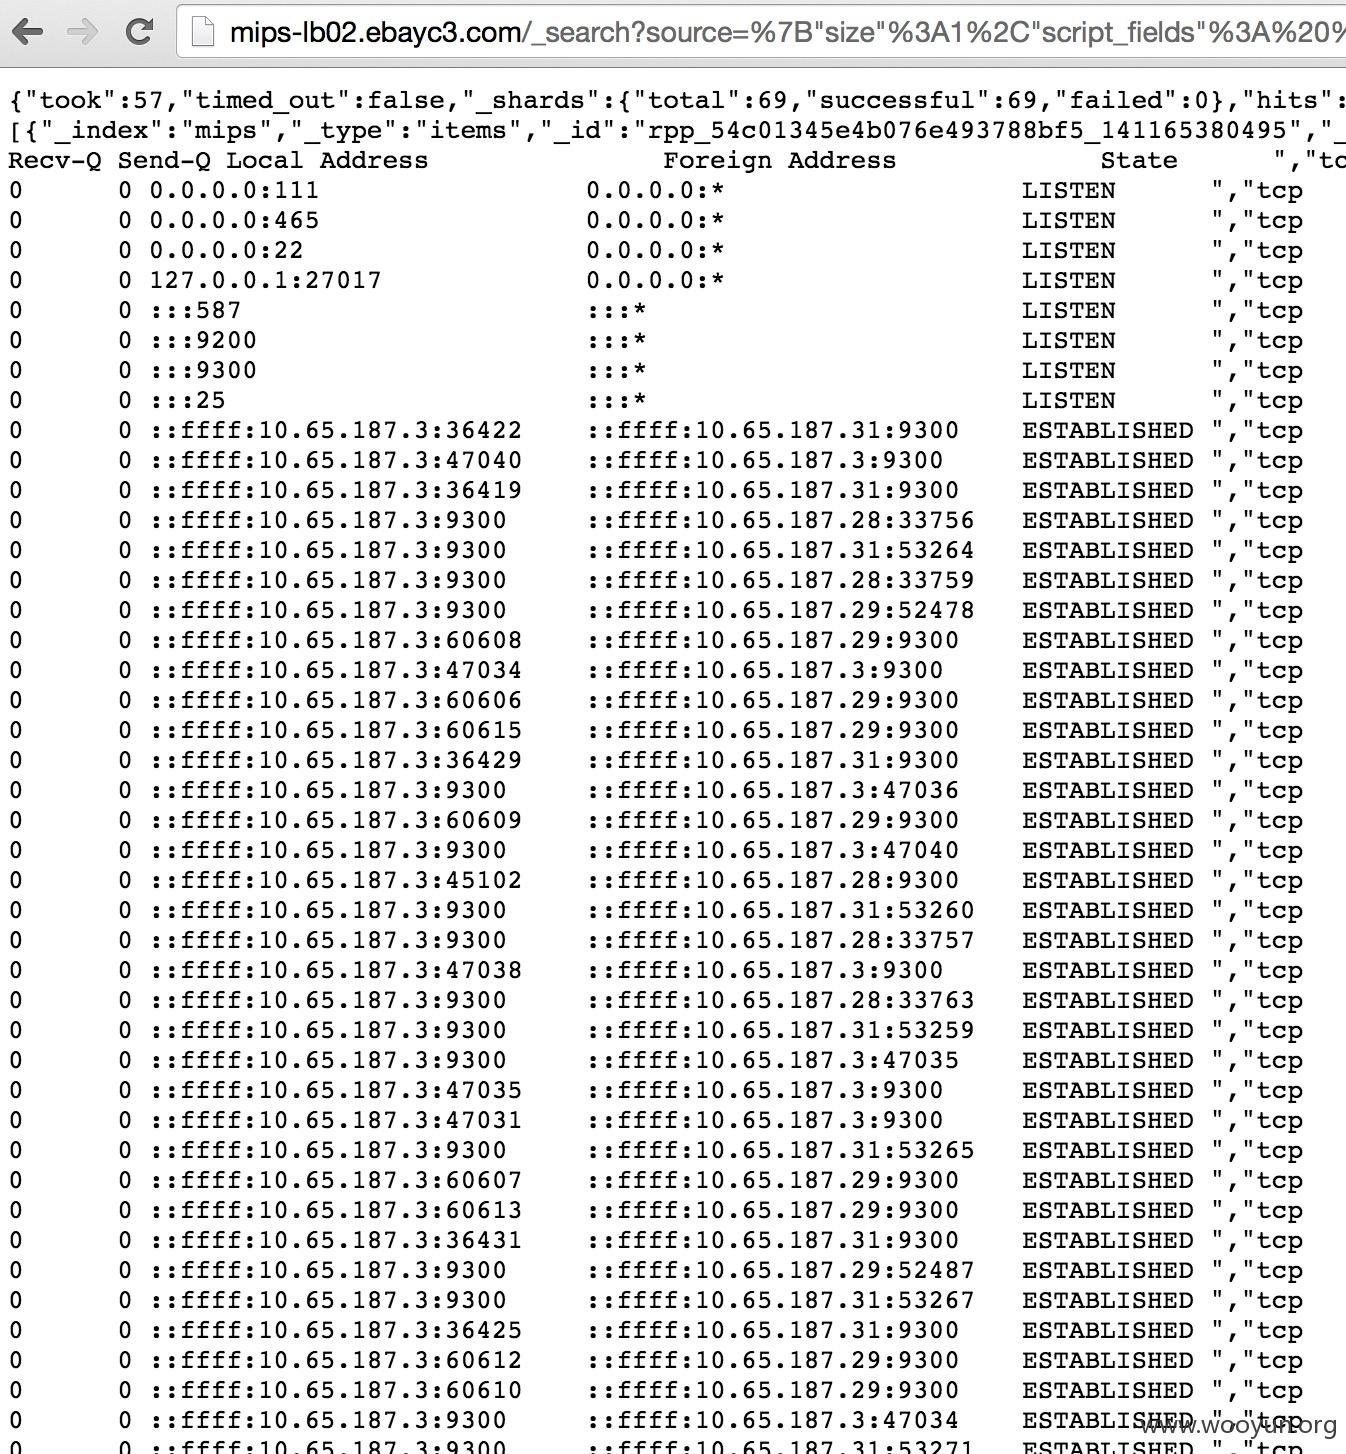 mips-lb02.ebayc3.com/_search?source=%7B"size"%3A1%2C"script_fields"%3A%20%
{"took":57,"timed_out":false,"_shards":{"total":69,"successful":69,"failed":0},"hits":
[{"_index":"mips","_type":"items","_id":"rpp_54c01345e4b076e493788bf5_141165380495","_
Recv-Q Send-Q Local Address Foreign Address State ","tc
0 0 0.0.0.0:111 0.0.0.0:* LISTEN ","tcp
0 0 0.0.0.0:465 0.0.0.0:* LISTEN ","tcp
0 0 0.0.0.0:22 0.0.0.0:* LISTEN ","tcp
0 0 127.0.0.1:27017 0.0.0.0:* LISTEN ","tcp
0 0 :::587 :::* LISTEN ","tcp
0 0 :::9200 :::* LISTEN ","tcp
0 0 :::9300 :::* LISTEN ","tcp
0 0 :::25 :::* LISTEN ","tcp
0 0 ::ffff:10.65.187.3:36422 ::ffff:10.65.187.31:9300 ESTABLISHED ","tcp
0 0 ::ffff:10.65.187.3:47040 ::ffff:10.65.187.3:9300 ESTABLISHED ","tcp
0 0 ::ffff:10.65.187.3:36419 ::ffff:10.65.187.31:9300 ESTABLISHED ","tcp
0 0 ::ffff:10.65.187.3:9300 ::ffff:10.65.187.28:33756 ESTABLISHED ","tcp
0 0 ::ffff:10.65.187.3:9300 ::ffff:10.65.187.31:53264 ESTABLISHED ","tcp
0 0 ::ffff:10.65.187.3:9300 ::ffff:10.65.187.28:33759 ESTABLISHED ","tcp
0 0 ::ffff:10.65.187.3:9300 ::ffff:10.65.187.29:52478 ESTABLISHED ","tcp
0 0 ::ffff:10.65.187.3:60608 ::ffff:10.65.187.29:9300 ESTABLISHED ","tcp
0 0 ::ffff:10.65.187.3:47034 ::ffff:10.65.187.3:9300 ESTABLISHED ","tcp
0 0 ::ffff:10.65.187.3:60606 ::ffff:10.65.187.29:9300 ESTABLISHED ","tcp
0 0 ::ffff:10.65.187.3:60615 ::ffff:10.65.187.29:9300 ESTABLISHED ","tcp
0 0 ::ffff:10.65.187.3:36429 ::ffff:10.65.187.31:9300 ESTABLISHED ","tcp
0 0 ::ffff:10.65.187.3:9300 ::ffff:10.65.187.3:47036 ESTABLISHED ","tcp
0 0 ::ffff:10.65.187.3:60609 ::ffff:10.65.187.29:9300 ESTABLISHED ","tcp
0 0 ::ffff:10.65.187.3:9300 ::ffff:10.65.187.3:47040 ESTABLISHED ","tcp
0 0 ::ffff:10.65.187.3:45102 ::ffff:10.65.187.28:9300 ESTABLISHED ","tcp
0 0 ::ffff:10.65.187.3:9300 ::ffff:10.65.187.31:53260 ESTABLISHED ","tcp
0 0 ::ffff:10.65.187.3:9300 ::ffff:10.65.187.28:33757 ESTABLISHED ","tcp
0 0 ::ffff:10.65.187.3:47038 ::ffff:10.65.187.3:9300 ESTABLISHED ","tcp
0 0 ::ffff:10.65.187.3:9300 ::ffff:10.65.187.28:33763 ESTABLISHED ","tcp
0 0 ::ffff:10.65.187.3:9300 ::ffff:10.65.187.31:53259 ESTABLISHED ","tcp
0 0 ::ffff:10.65.187.3:9300 ::ffff:10.65.187.3:47035 ESTABLISHED ","tcp
0 0 ::ffff:10.65.187.3:47035 ::ffff:10.65.187.3:9300 ESTABLISHED ","tcp
0 0 ::ffff:10.65.187.3:47031 ::ffff:10.65.187.3:9300 ESTABLISHED ","tcp
0 0 ::ffff:10.65.187.3:9300 ::ffff:10.65.187.31:53265 ESTABLISHED ","tcp
0 0 ::ffff:10.65.187.3:60607 ::ffff:10.65.187.29:9300 ESTABLISHED ","tcp
0 0 ::ffff:10.65.187.3:60613 ::ffff:10.65.187.29:9300 ESTABLISHED ","tcp
0 0 ::ffff:10.65.187.3:36431 ::ffff:10.65.187.31:9300 ESTABLISHED ","tcp
0 0 ::ffff:10.65.187.3:9300 ::ffff:10.65.187.29:52487 ESTABLISHED ","tcp
0 0 ::ffff:10.65.187.3:9300 ::ffff:10.65.187.31:53267 ESTABLISHED ","tcp
0 0 ::ffff:10.65.187.3:36425 ::ffff:10.65.187.31:9300 ESTABLISHED ","tcp
0 0 ::ffff:10.65.187.3:60612 ::ffff:10.65.187.29:9300 ESTABLISHED ","tcp
0 0 ::ffff:10.65.187.3:60610 ::ffff:10.65.187.29:9300 ESTABLISHED ","tcp
0 0 ::ffff:10.65.187.3:9300 ::ffff:10.65.187.3:47034 ESTABLISHED ","tcp
0 0 ::ffff:10.65.187.3:9300 ::ffff:10.65.187.31:53271 ESTABLISHED ","tcp
www.wooyun.org